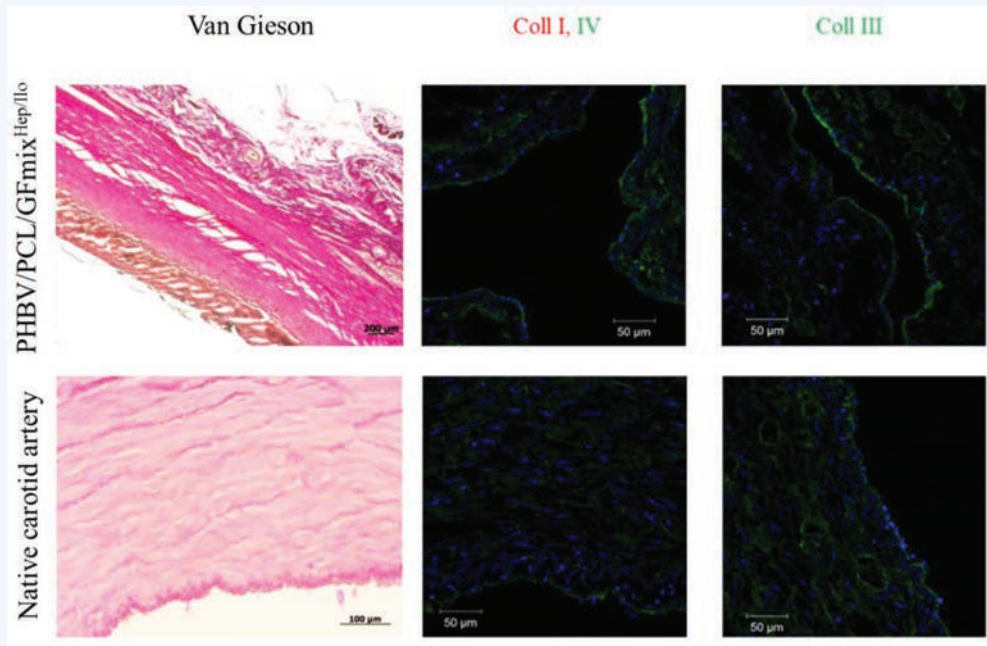 Van Gieson
Coll I, IV
Coll III
PHBV/PCL/GFmix^Hep/Ilo
200 µm
50 µm
50 µm
Native carotid artery
100 µm
50 µm
50 µm